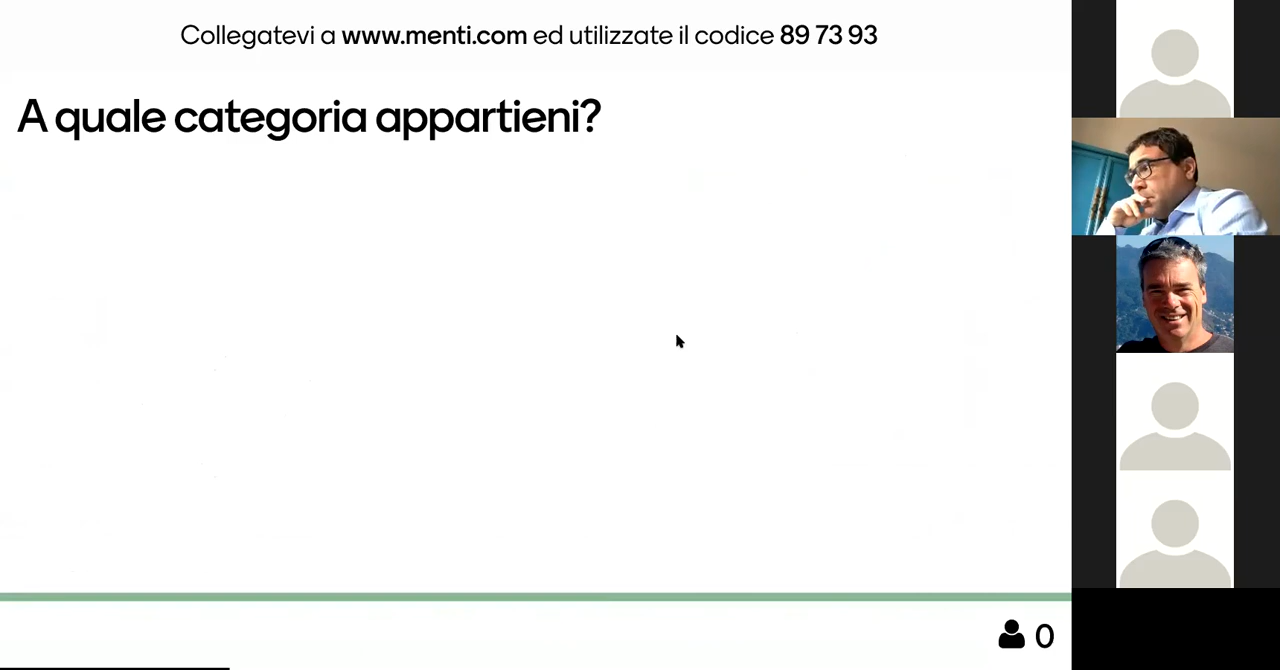 Collegatevi a www.menti.com ed utilizzate il codice 89 73 93
A quale categoria appartieni?
0